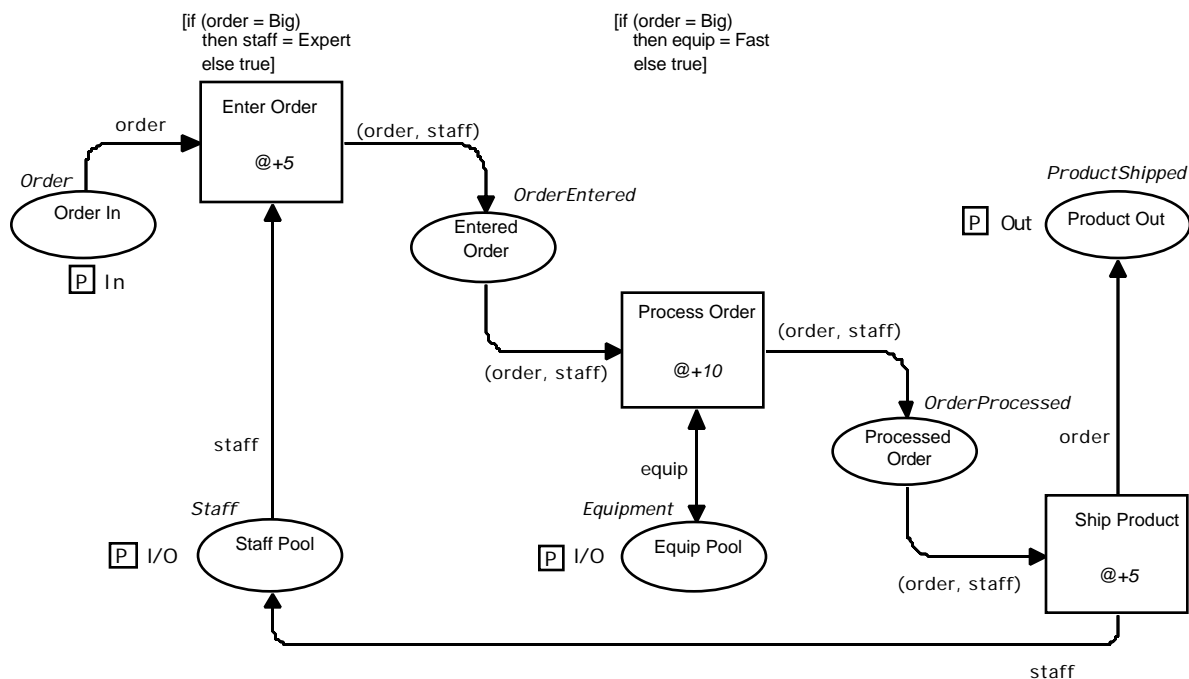 [if (order = Big)
then staff = Expert
else true]
[if (order = Big)
then equip = Fast
else true]
Enter Order
@+5
order
(order, staff)
Order
Order In
P In
OrderEntered
Entered
Order
ProductShipped
P Out
Product Out
Process Order
@+10
(order, staff)
(order, staff)
OrderProcessed
Processed
Order
staff
equip
order
Staff
P I/O
Staff Pool
Equipment
P I/O
Equip Pool
Ship Product
@+5
(order, staff)
staff